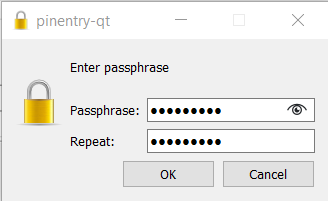 pinentry-qt
Enter passphrase
Passphrase: ●●●●●●●●●
Repeat: ●●●●●●●●●
OK Cancel